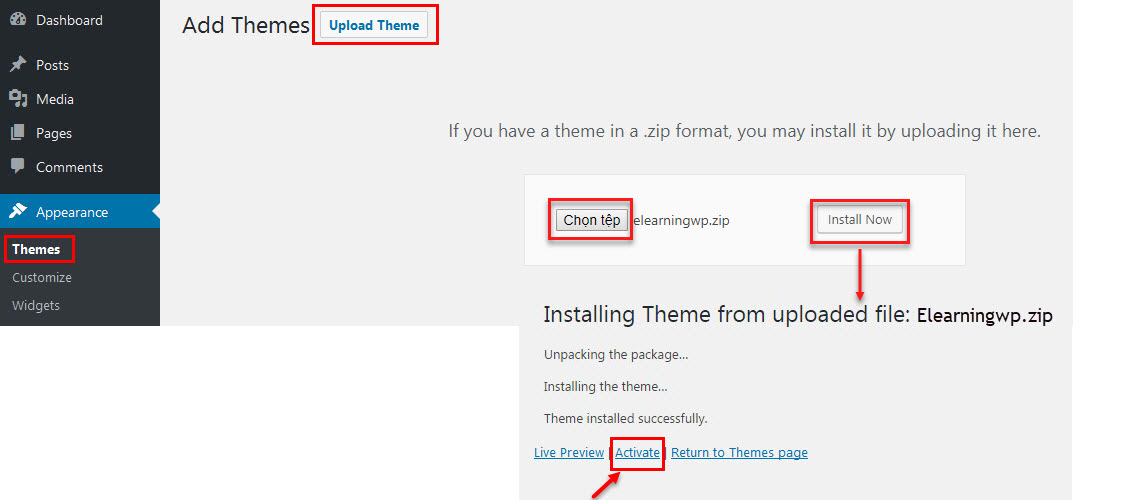 Dashboard
Posts
Media
Pages
Comments
Appearance
Themes
Customize
Widgets
Add Themes Upload Theme
If you have a theme in a .zip format, you may install it by uploading it here.
Chọn tệp elearningwp.zip Install Now
Installing Theme from uploaded file: Elearningwp.zip
Unpacking the package...
Installing the theme...
Theme installed successfully.
Live Preview | Activate | Return to Themes page